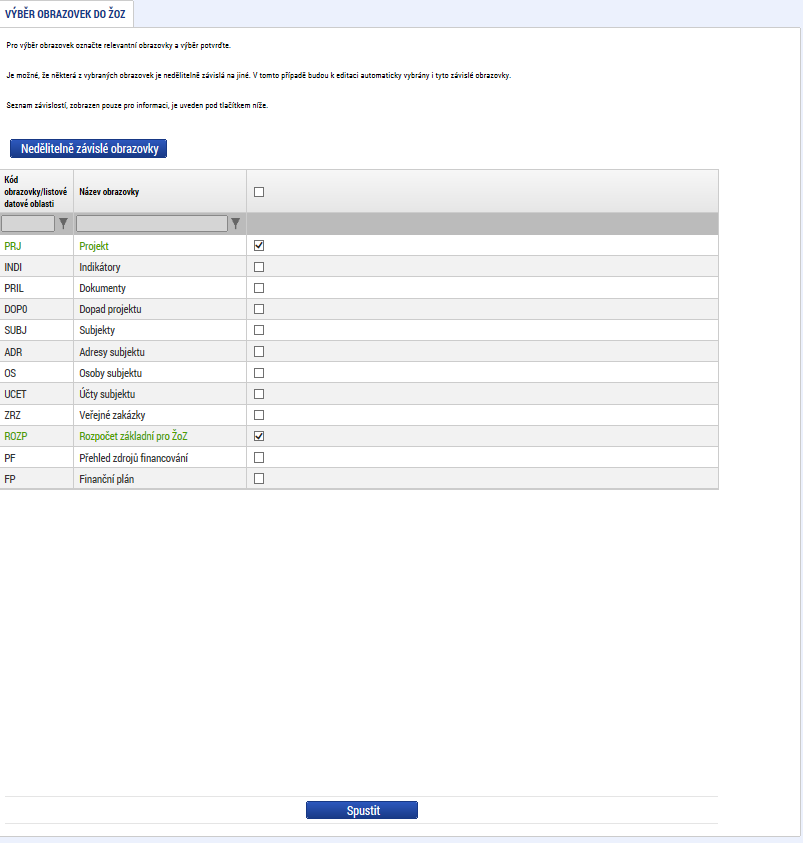 VÝBĚR OBRAZOVEK DO ŽOZ
Pro výběr obrazovek označte relevantní obrazovky a výběr potvrďte.
Je možné, že některá z vybraných obrazovek je nedělitelně závislá na jiné. V tomto případě budou k editaci automaticky vybrány i tyto závislé obrazovky.
Seznam závislostí, zobrazen pouze pro informaci, je uveden pod tlačítkem níže.
Nedělitelně závislé obrazovky
Kód
obrazovky/listové
datové oblasti
Název obrazovky
PRJ Projekt
INDI Indikátory
PRIL Dokumenty
DOP0 Dopad projektu
SUBJ Subjekty
ADR Adresy subjektu
OS Osoby subjektu
UCET Účty subjektu
ZRZ Veřejné zakázky
ROZP Rozpočet základní pro ŽoZ
PF Přehled zdrojů financování
FP Finanční plán
Spustit